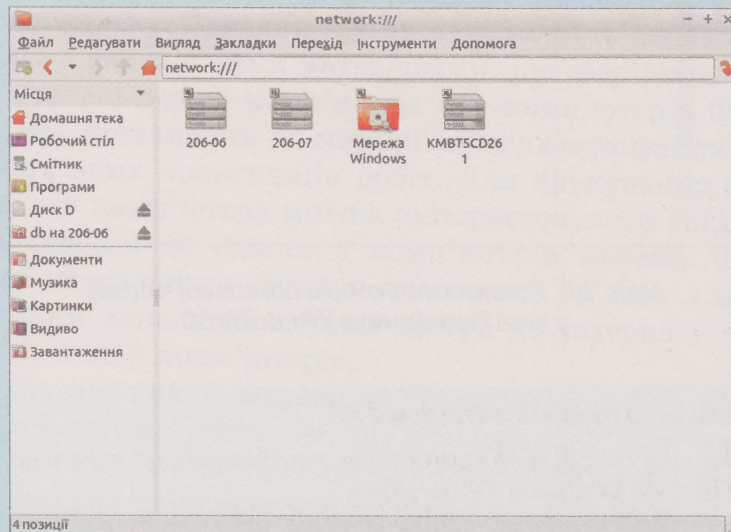 network:///
Файл Редагувати Вигляд Закладки Перехід Інструменти Допомога
network:///
Місця
Домашня тека
Робочий стіл
Смітник
Програми
Диск D
db на 206-06
Документи
Музика
Картинки
Видиво
Завантаження
206-06
206-07
Мережа
Windows
KMBT5CD26
1
4 позиції